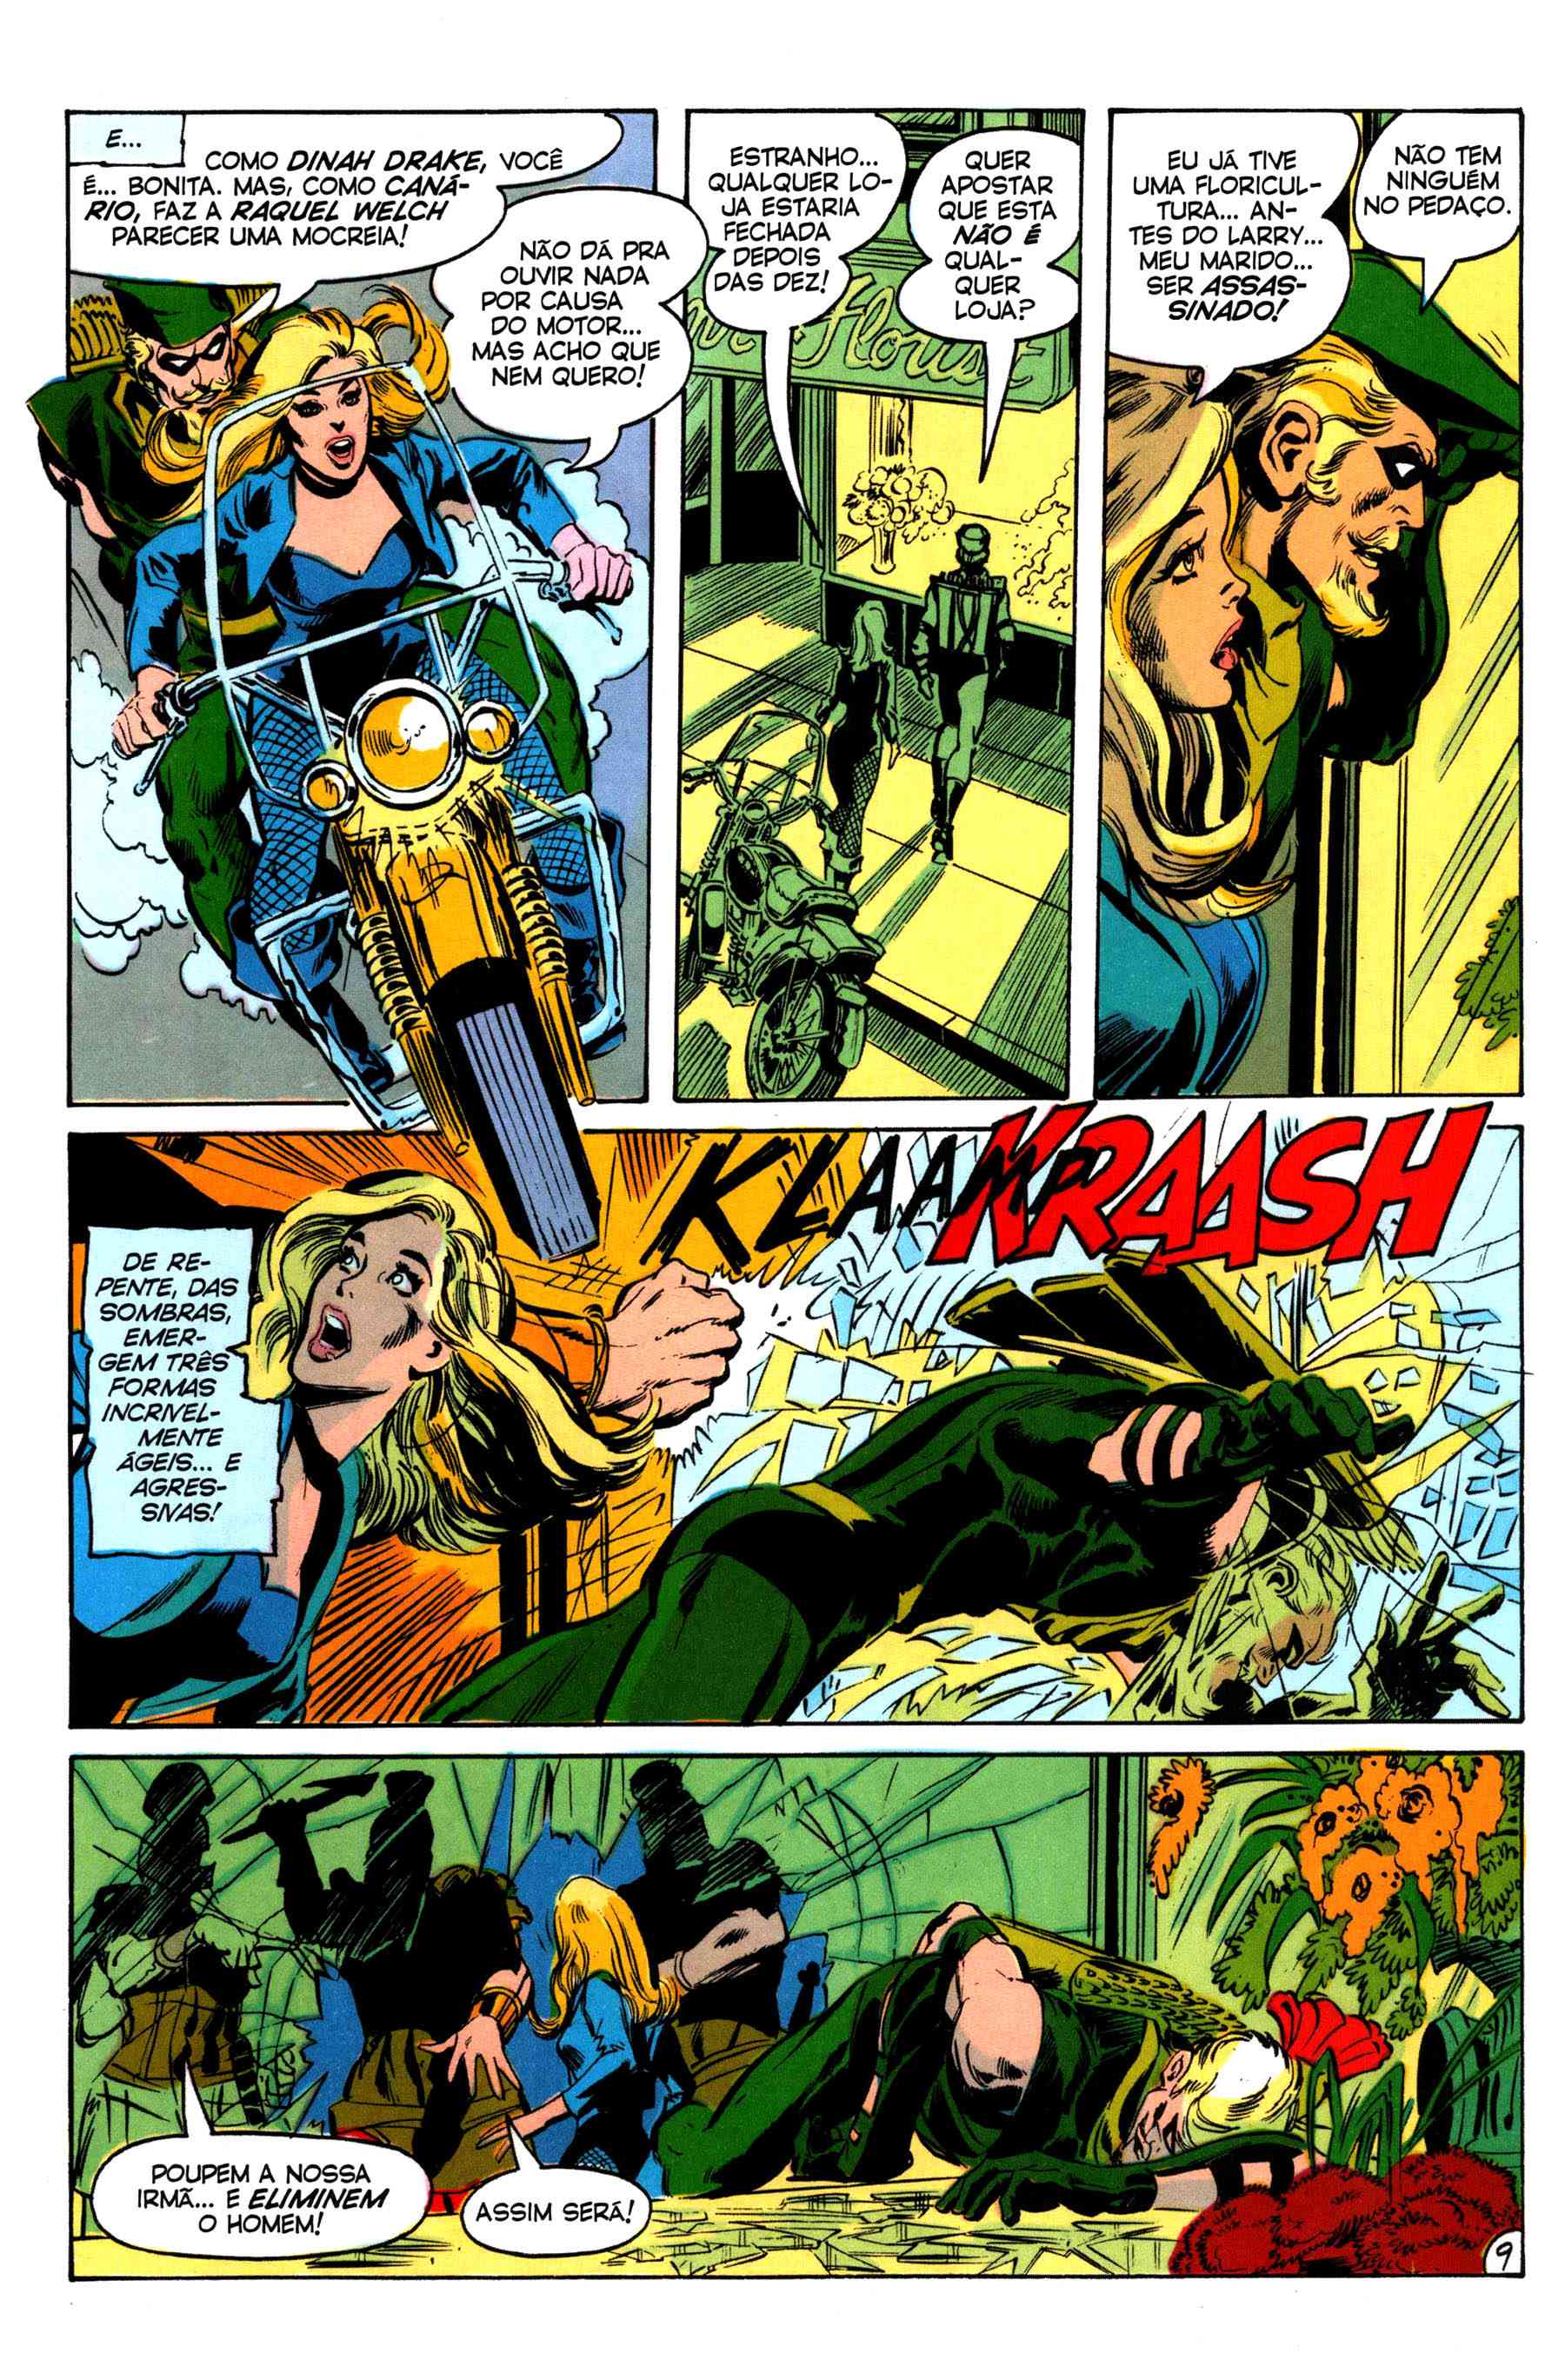 E...
COMO DINAH DRAKE, VOCÊ
É... BONITA. MAS, COMO CANÁ-
RIO, FAZ A RAQUEL WELCH
PARECER UMA MOCREIA!
NÃO DÁ PRA
OUVIR NADA
POR CAUSA
DO MOTOR...
MAS ACHO QUE
NEM QUERO!
ESTRANHO...
QUALQUER LO-
JA ESTARIA
FECHADA
DEPOIS
DAS DEZ!
QUER
APOSTAR
QUE ESTA
NÃO É
QUAL-
QUER
LOJA?
Floris
EU JÁ TIVE
UMA FLORICUL-
TURA... AN-
TES DO LARRY...
MEU MARIDO...
SER ASSAS-
SINADO!
NÃO TEM
NINGUÉM
NO PEDAÇO.
KLAAMP
KRAASH
DE RE-
PENTE, DAS
SOMBRAS,
EMER-
GEM TRÊS
FORMAS
INCRIVEL-
MENTE
ÁGEIS... E
AGRES-
SIVAS!
POUPEM A NOSSA
IRMÃ... E ELIMINEM
O HOMEM!
ASSIM SERÁ!
9